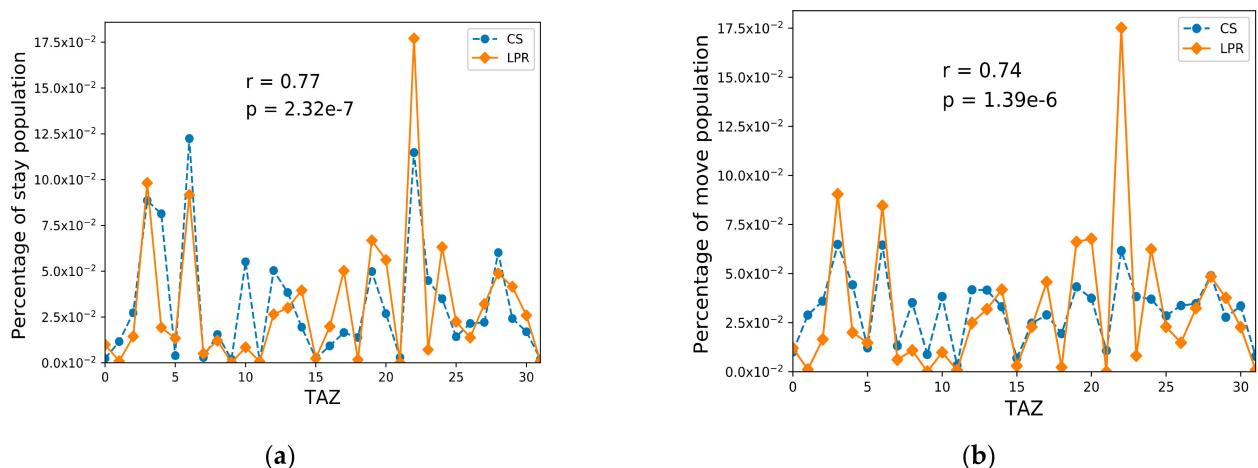 17.5x10⁻²
15.0x10⁻²
12.5x10⁻²
10.0x10⁻²
7.5x10⁻²
5.0x10⁻²
2.5x10⁻²
0.0x10⁻²
Percentage of stay population
CS
LPR
r = 0.77
p = 2.32e-7
0 5 10 15 20 25 30
TAZ
(a)
17.5x10⁻²
15.0x10⁻²
12.5x10⁻²
10.0x10⁻²
7.5x10⁻²
5.0x10⁻²
2.5x10⁻²
0.0x10⁻²
Percentage of move population
CS
LPR
r = 0.74
p = 1.39e-6
0 5 10 15 20 25 30
TAZ
(b)